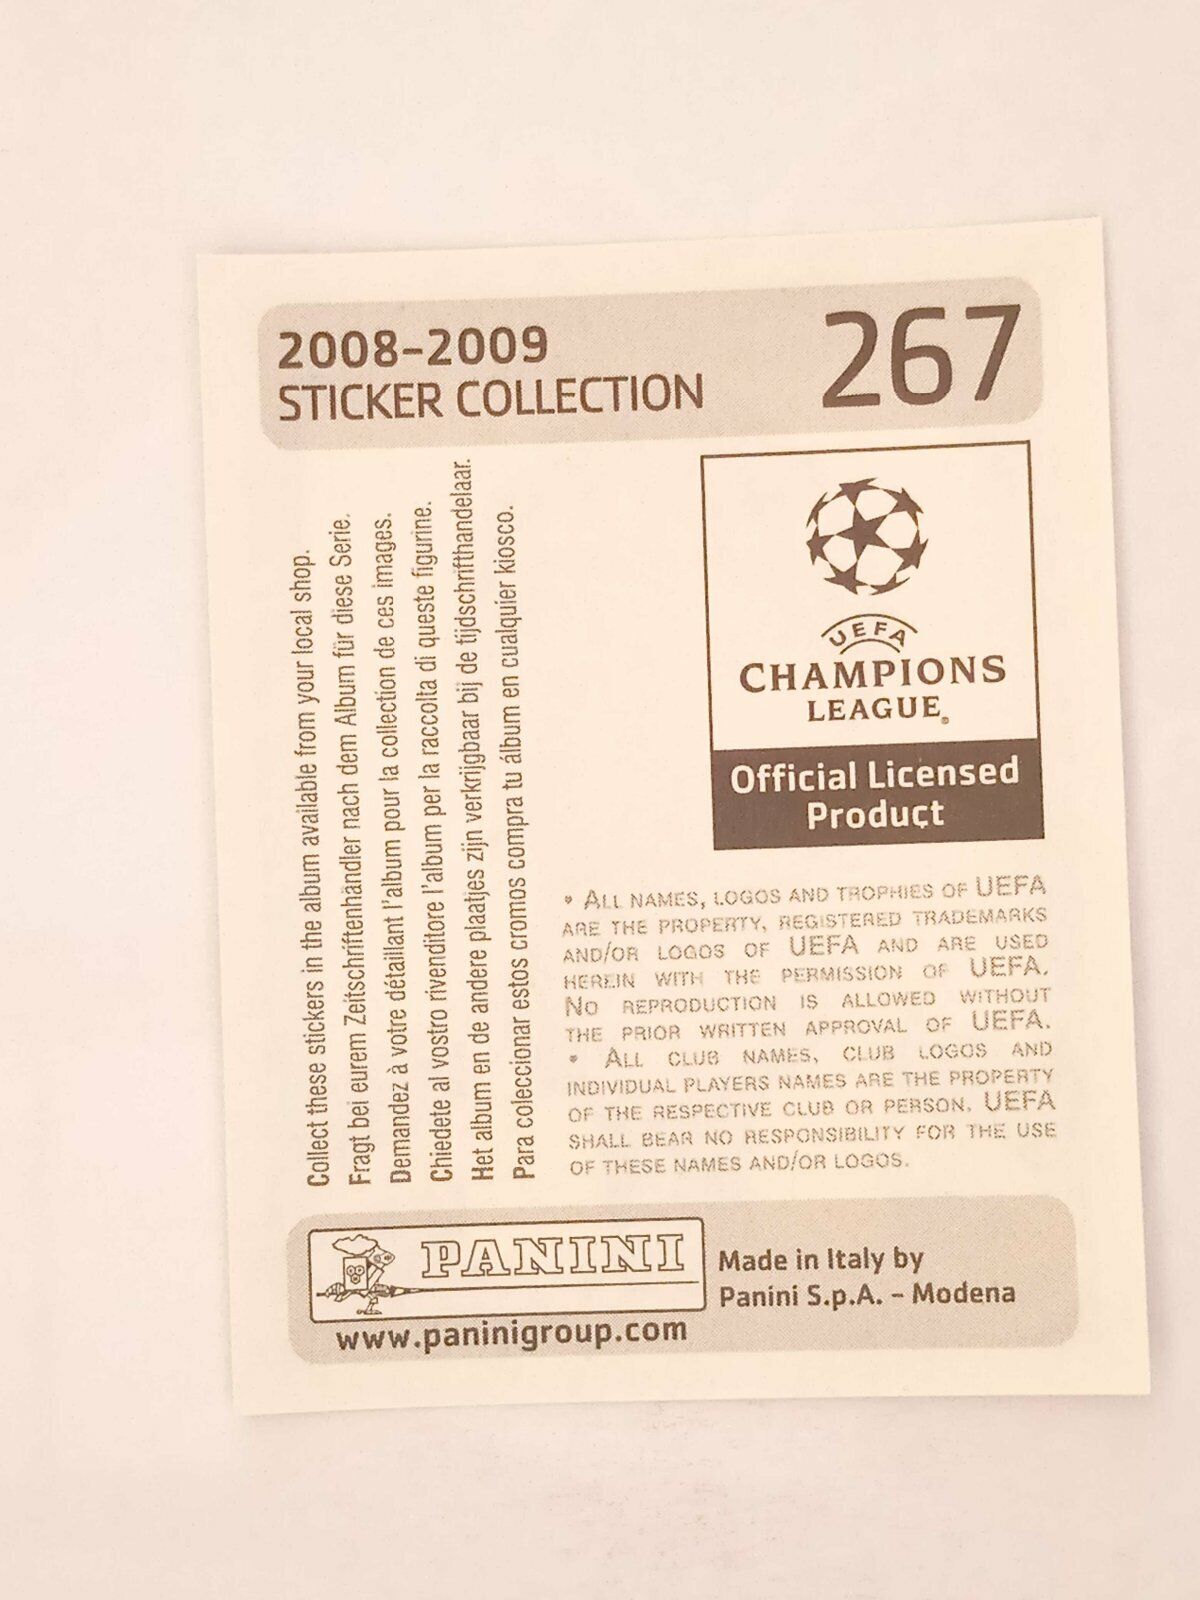 2008-2009
STICKER COLLECTION
267
Collect these stickers in the album available from your local shop.
Fragt bei eurem Zeitschriftenhändler nach dem Album für diese Serie.
Demandez à votre détaillant l'album pour la collection de ces images.
Chiedete al vostro rivenditore l'album per la raccolta di queste figurine.
Het album en de andere plaatjes zijn verkrijgbaar bij de tijdschrifthandelaar.
Para coleccionar estos cromos compra tu álbum en cualquier kiosco.
UEFA
CHAMPIONS
LEAGUE®
Official Licensed
Product
• ALL NAMES, LOGOS AND TROPHIES OF UEFA
ARE THE PROPERTY, REGISTERED TRADEMARKS
AND/OR LOGOS OF UEFA AND ARE USED
HEREIN WITH THE PERMISSION OF UEFA.
NO REPRODUCTION IS ALLOWED WITHOUT
THE PRIOR WRITTEN APPROVAL OF UEFA.
• ALL CLUB NAMES, CLUB LOGOS AND
INDIVIDUAL PLAYERS NAMES ARE THE PROPERTY
OF THE RESPECTIVE CLUB OR PERSON. UEFA
SHALL BEAR NO RESPONSIBILITY FOR THE USE
OF THESE NAMES AND/OR LOGOS.
PANINI
www.paninigroup.com
Made in Italy by
Panini S.p.A. - Modena